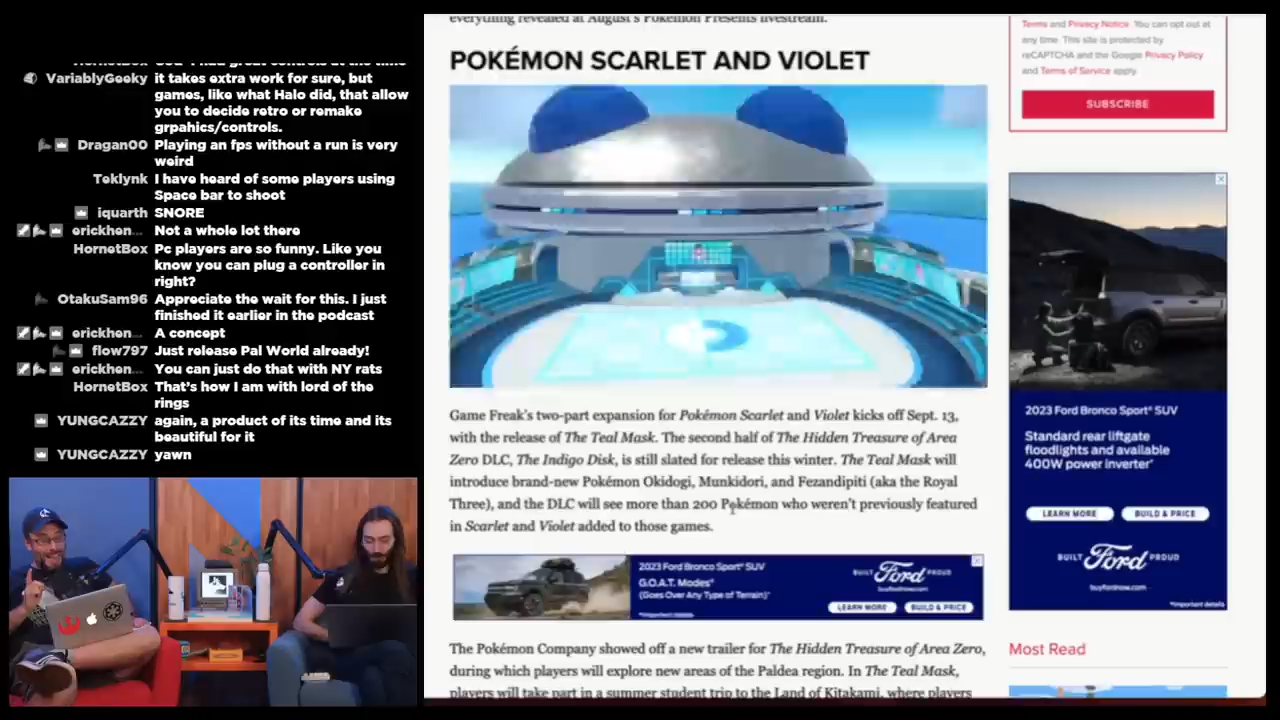 VariablyGeeky it takes extra work for sure, but
games, like what Halo did, that allow
you to decide retro or remake
grpahics/controls.
Dragan00 Playing an fps without a run is very
weird
Teklynk I have heard of some players using
Space bar to shoot
iquarth SNORE
erickhen... Not a whole lot there
HornetBox Pc players are so funny. Like you
know you can plug a controller in
right?
OtakuSam96 Appreciate the wait for this. I just
finished it earlier in the podcast
erickhen... A concept
flow797 Just release Pal World already!
erickhen... You can just do that with NY rats
HornetBox That's how I am with lord of the
rings
YUNGCAZZY again, a product of its time and its
beautiful for it
YUNGCAZZY yawn
everything revealed at August's Pokémon Presents livestream.
POKÉMON SCARLET AND VIOLET
Game Freak's two-part expansion for Pokémon Scarlet and Violet kicks off Sept. 13,
with the release of The Teal Mask. The second half of The Hidden Treasure of Area
Zero DLC, The Indigo Disk, is still slated for release this winter. The Teal Mask will
introduce brand-new Pokémon Okidogi, Munkidori, and Fezandipiti (aka the Royal
Three), and the DLC will see more than 200 Pokémon who weren't previously featured
in Scarlet and Violet added to those games.
2023 Ford Bronco Sport® SUV
G.O.A.T. Modes®
(Goes Over Any Type of Terrain)
*Important details
BUILT Ford PROUD
buyfordnow.com
LEARN MORE
BUILD & PRICE
The Pokémon Company showed off a new trailer for The Hidden Treasure of Area Zero,
during which players will explore new areas of the Paldea region. In The Teal Mask,
players will take part in a summer student trip to the Land of Kitakami, where players
Terms and Privacy Notice. You can opt out at
any time. This site is protected by
reCAPTCHA and the Google Privacy Policy
and Terms of Service apply.
SUBSCRIBE
2023 Ford Bronco Sport® SUV
Standard rear liftgate
floodlights and available
400W power inverter*
LEARN MORE
BUILD & PRICE
BUILT Ford PROUD
buyfordnow.com
*Important details
Most Read